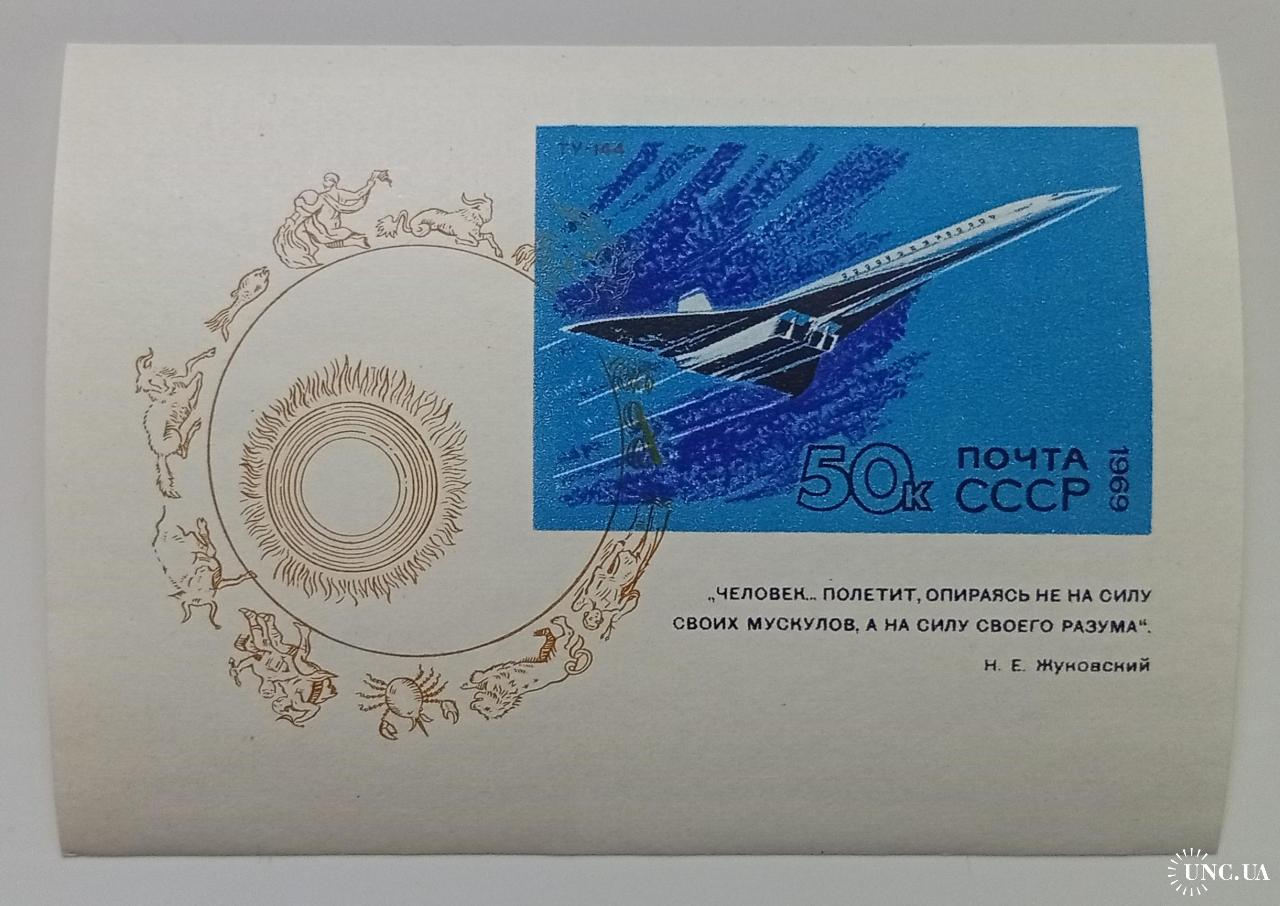 ТУ-144
50к
ПОЧТА
СССР
1969
„ЧЕЛОВЕК... ПОЛЕТИТ, ОПИРАЯСЬ НЕ НА СИЛУ
СВОИХ МУСКУЛОВ, А НА СИЛУ СВОЕГО РАЗУМА“.
Н. Е. Жуковский
UNC.UA